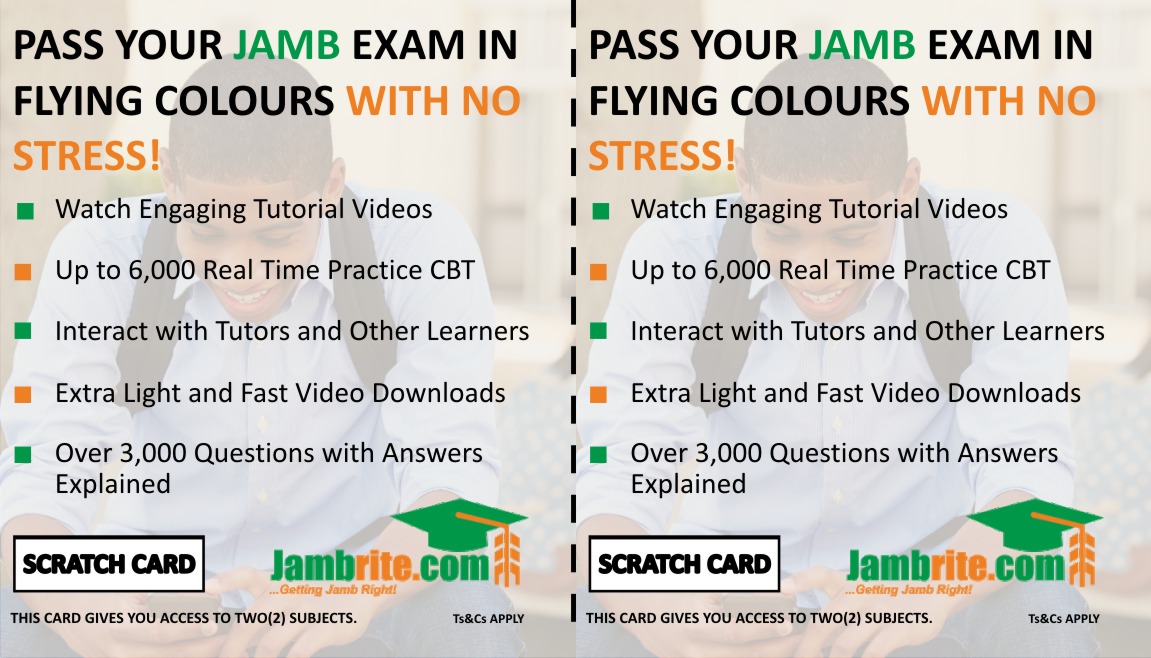 PASS YOUR JAMB EXAM IN
FLYING COLOURS WITH NO
STRESS!
Watch Engaging Tutorial Videos
Up to 6,000 Real Time Practice CBT
Interact with Tutors and Other Learners
Extra Light and Fast Video Downloads
Over 3,000 Questions with Answers
Explained
SCRATCH CARD
Jambrite.com
...Getting Jamb Right!
THIS CARD GIVES YOU ACCESS TO TWO(2) SUBJECTS.
Ts&Cs APPLY
PASS YOUR JAMB EXAM IN
FLYING COLOURS WITH NO
STRESS!
Watch Engaging Tutorial Videos
Up to 6,000 Real Time Practice CBT
Interact with Tutors and Other Learners
Extra Light and Fast Video Downloads
Over 3,000 Questions with Answers
Explained
SCRATCH CARD
Jambrite.com
...Getting Jamb Right!
THIS CARD GIVES YOU ACCESS TO TWO(2) SUBJECTS.
Ts&Cs APPLY